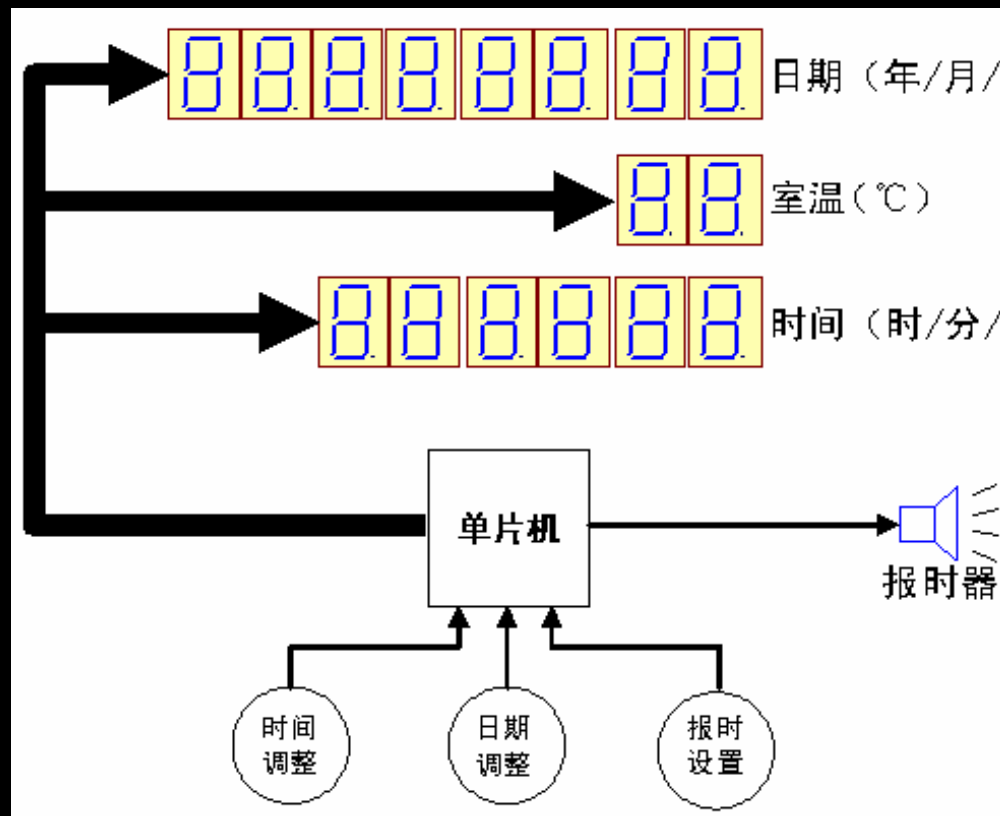 日期（年/月/
室温（℃）
时间（时/分/
单片机
报时器
时间
调整
日期
调整
报时
设置